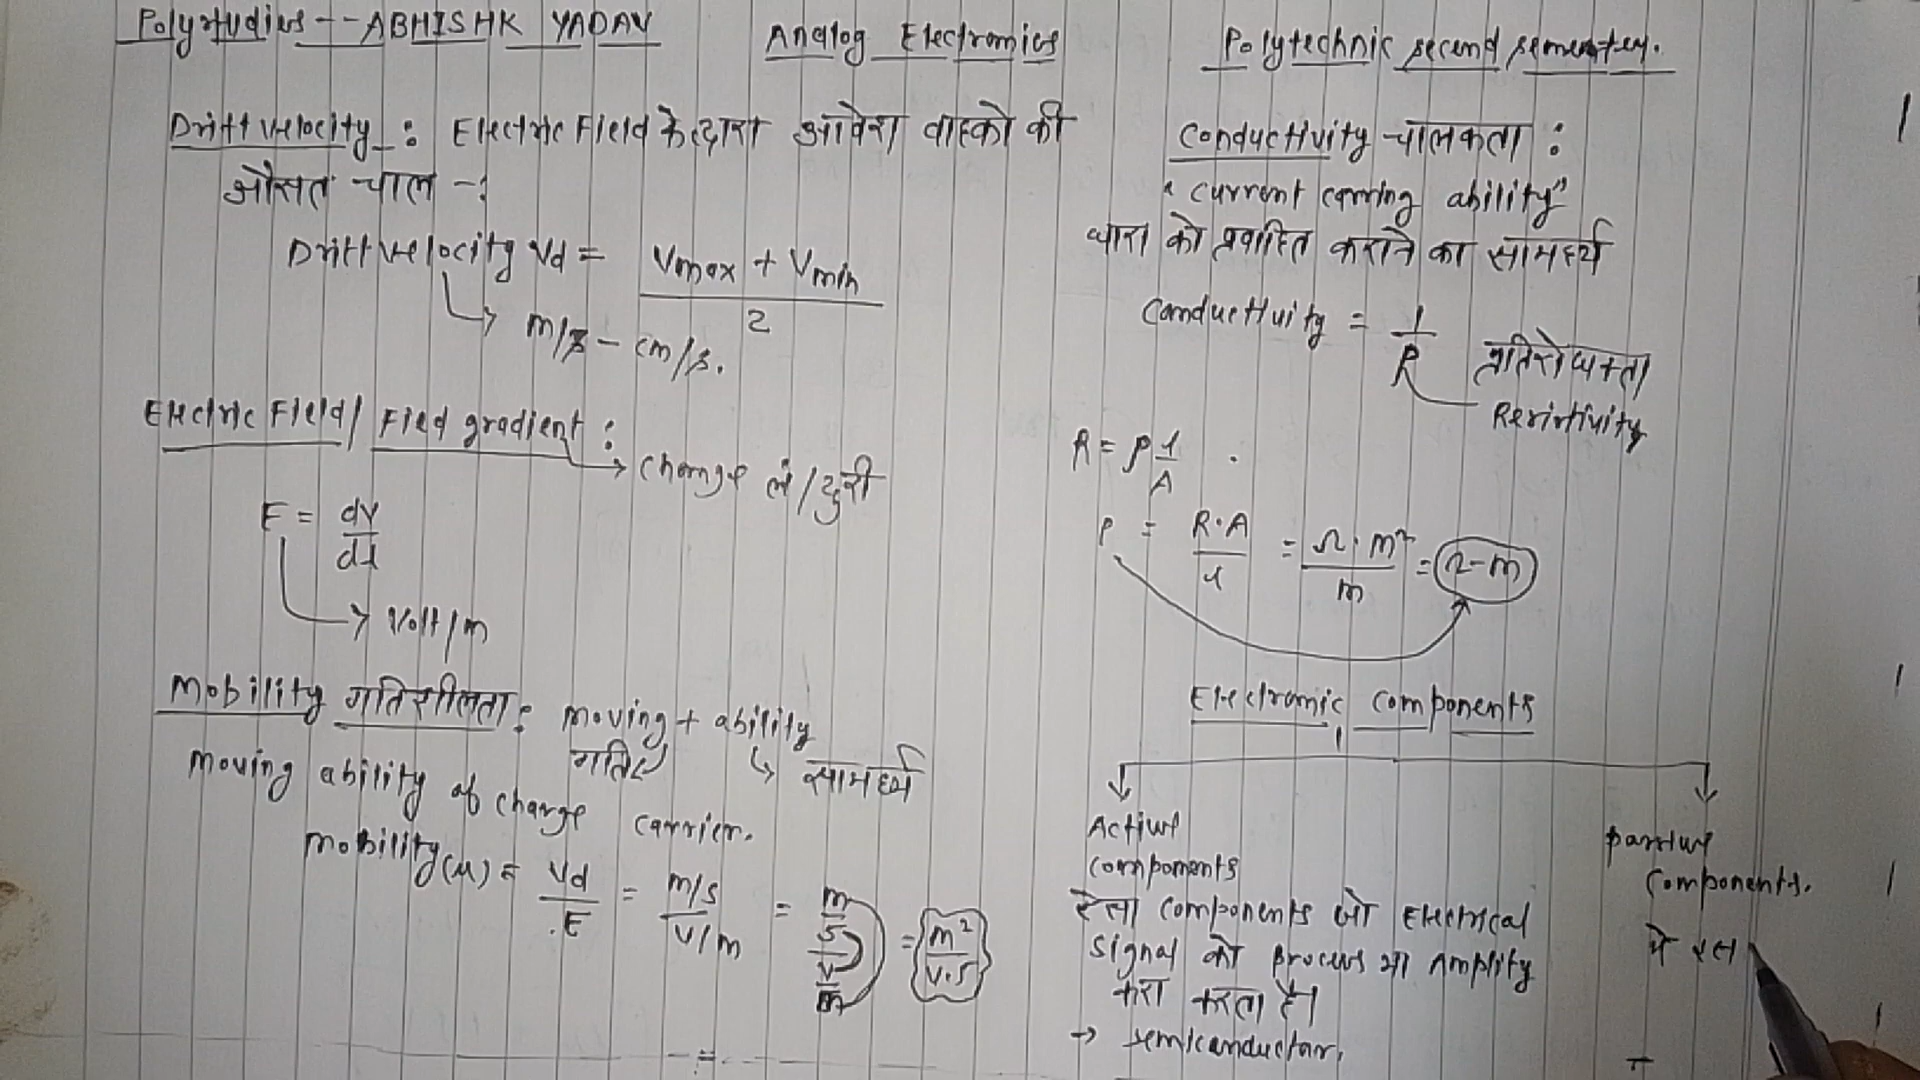 Polystudies -- ABHISHK YADAV
Analog Electronics
Polytechnic second semester.
Drift velocity : Electric Field के द्वारा आवेश वाहको की
औसत चाल -:
Drift velocity Vd = Vmax + Vmin / 2
m/s - cm/s.
Electric Field / Field gradient :
Change / दुरी
E = dv / dl
Volt/m
Mobility गतिशीलता : moving + ability
गति सामर्थ्य
Moving ability of charge carrier.
Mobility (μ) = Vd / E = m/s / V/m = m/s / V/m = m² / V.s
Conductivity चालकता :
"Current carring ability"
धारा को प्रवाहित कराने का सामर्थ्य
Conductivity = 1 / R
प्रतिरोधकता
Resistivity
R = ρ l / A
ρ = R.A / l = Ω.m² / m = Ω-m
Electronic components
Active
components
ऐसा components जो Electrical
signal को process या Amplify
करता है।
→ semiconductor,
passive
components.
ये